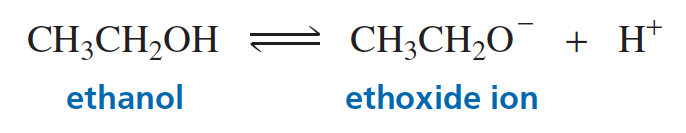 CH₃CH₂OH ⇌ CH₃CH₂O⁻ + H⁺
ethanol ethoxide ion